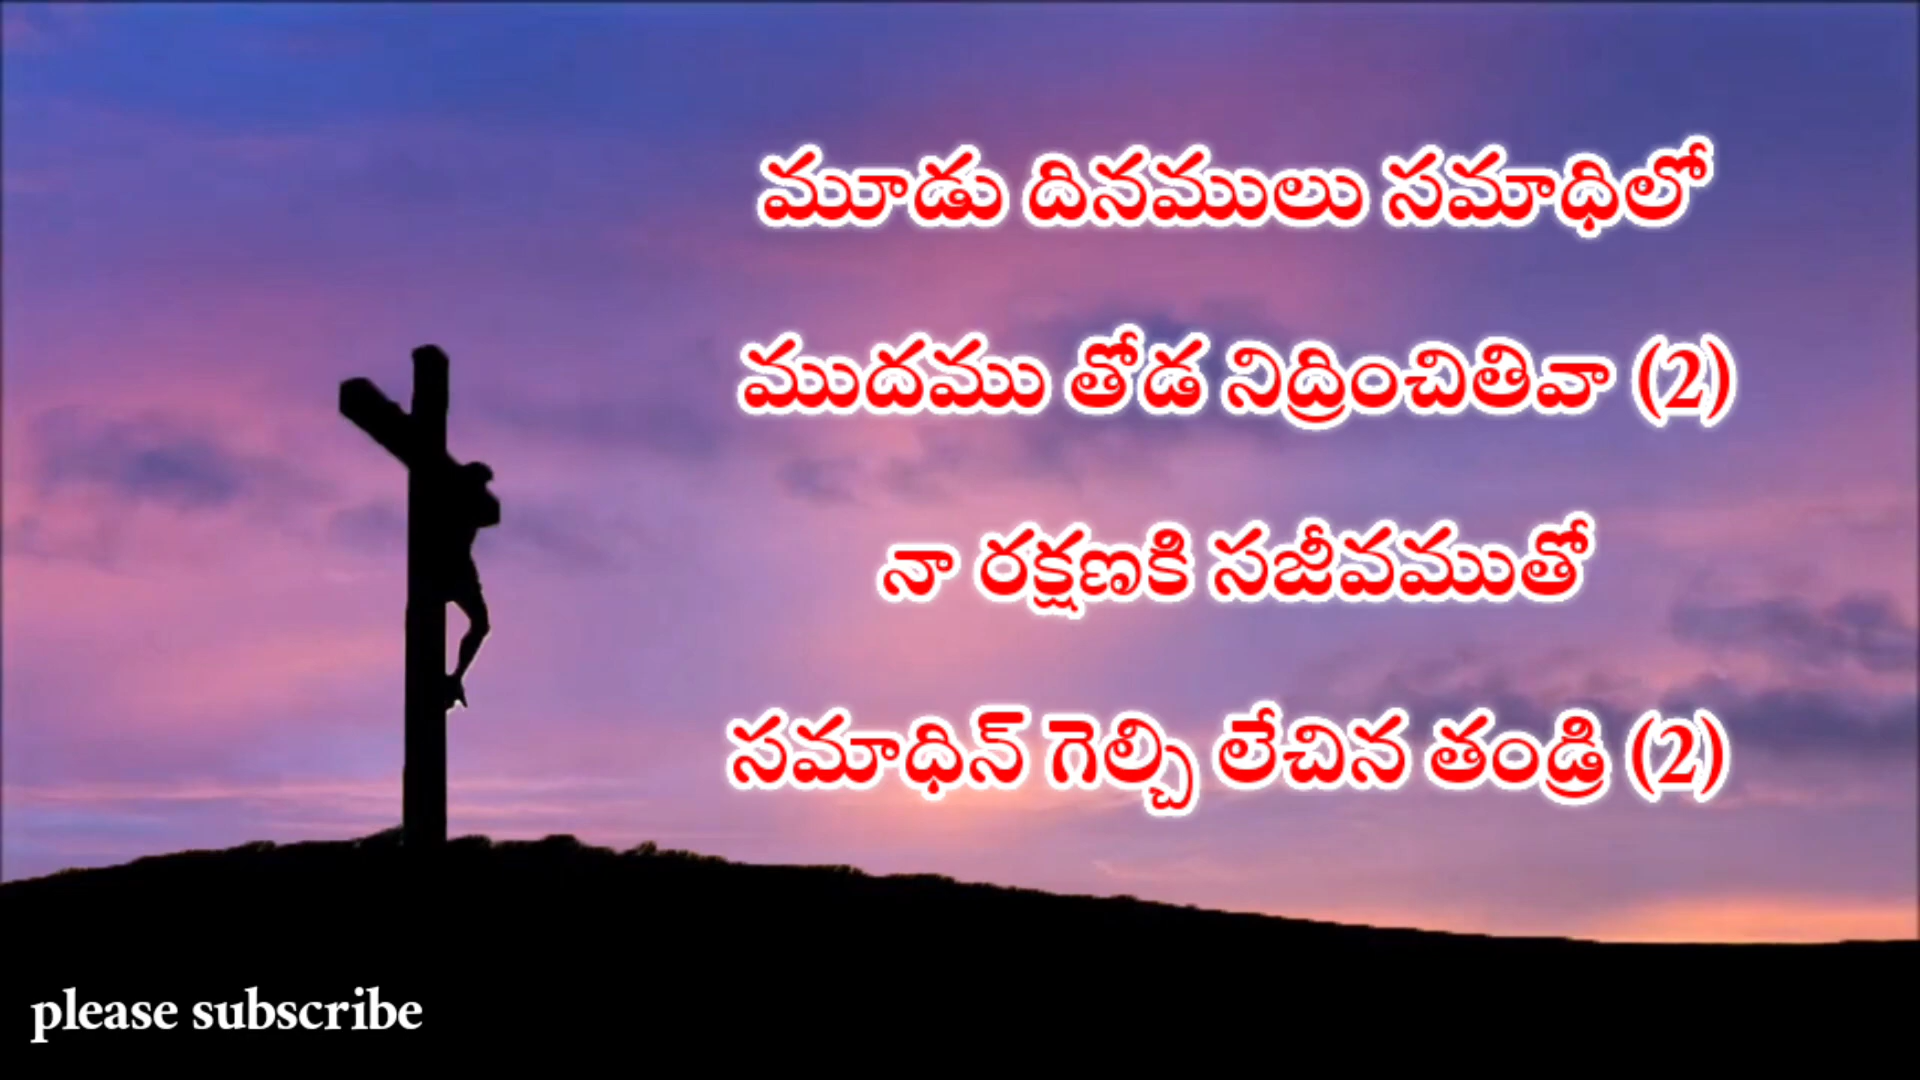 మూడు దినములు సమాధిలో
ముదము తోడ నిద్రించితివా (2)
నా రక్షణకి సజీవముతో
సమాధిన్ గెల్చి లేచిన తండ్రి (2)
please subscribe